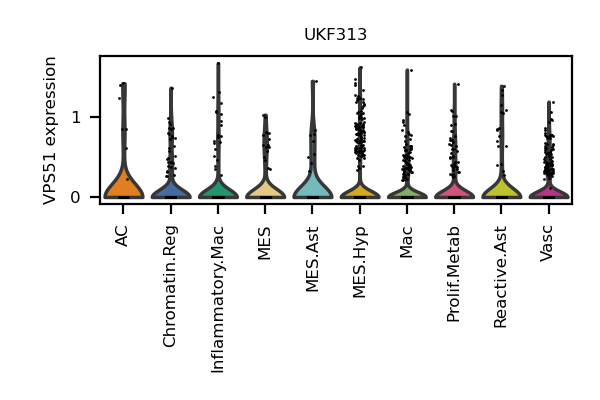 UKF313
VPS51 expression
1
0
AC
Chromatin.Reg
Inflammatory.Mac
MES
MES.Ast
MES.Hyp
Mac
Prolif.Metab
Reactive.Ast
Vasc